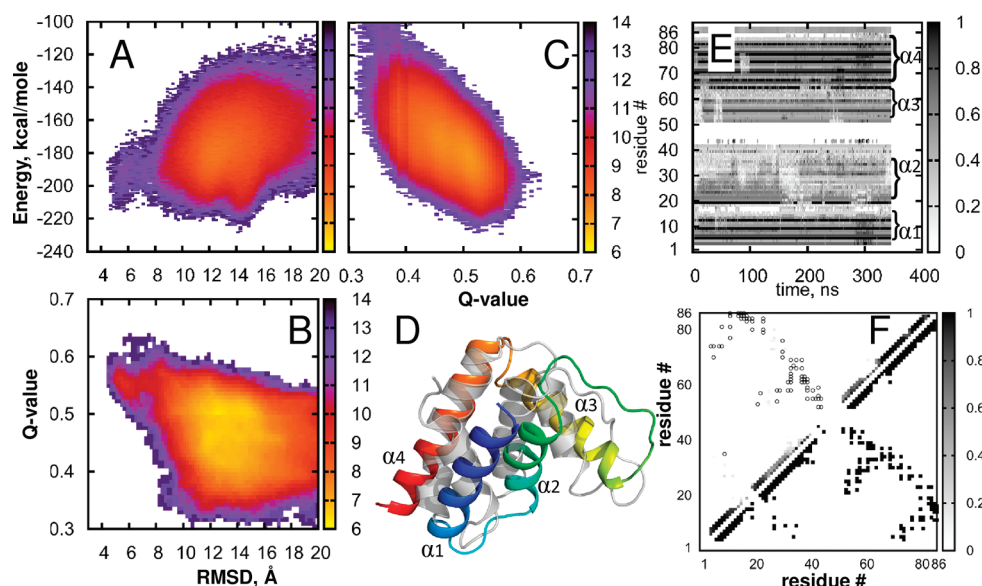 -100
-120
-140
-160
-180
-200
-220
-240
Energy, kcal/mole
A
4 6 8 10 12 14 16 18 20
C
0.3 0.4 0.5 0.6 0.7
Q-value
14
13
12
11
10
9
8
7
6
residue #
86
80
70
60
50
40
30
20
10
1
E
α4
α3
α2
α1
0 100 200 300 400
time, ns
1
0.8
0.6
0.4
0.2
0
0.7
0.6
0.5
0.4
0.3
Q-value
B
4 6 8 10 12 14 16 18 20
RMSD, Å
14
13
12
11
10
9
8
7
6
D
α3
α4
α2
α1
residue #
86
80
60
40
20
1
F
1 20 40 60 80 86
residue #
1
0.8
0.6
0.4
0.2
0